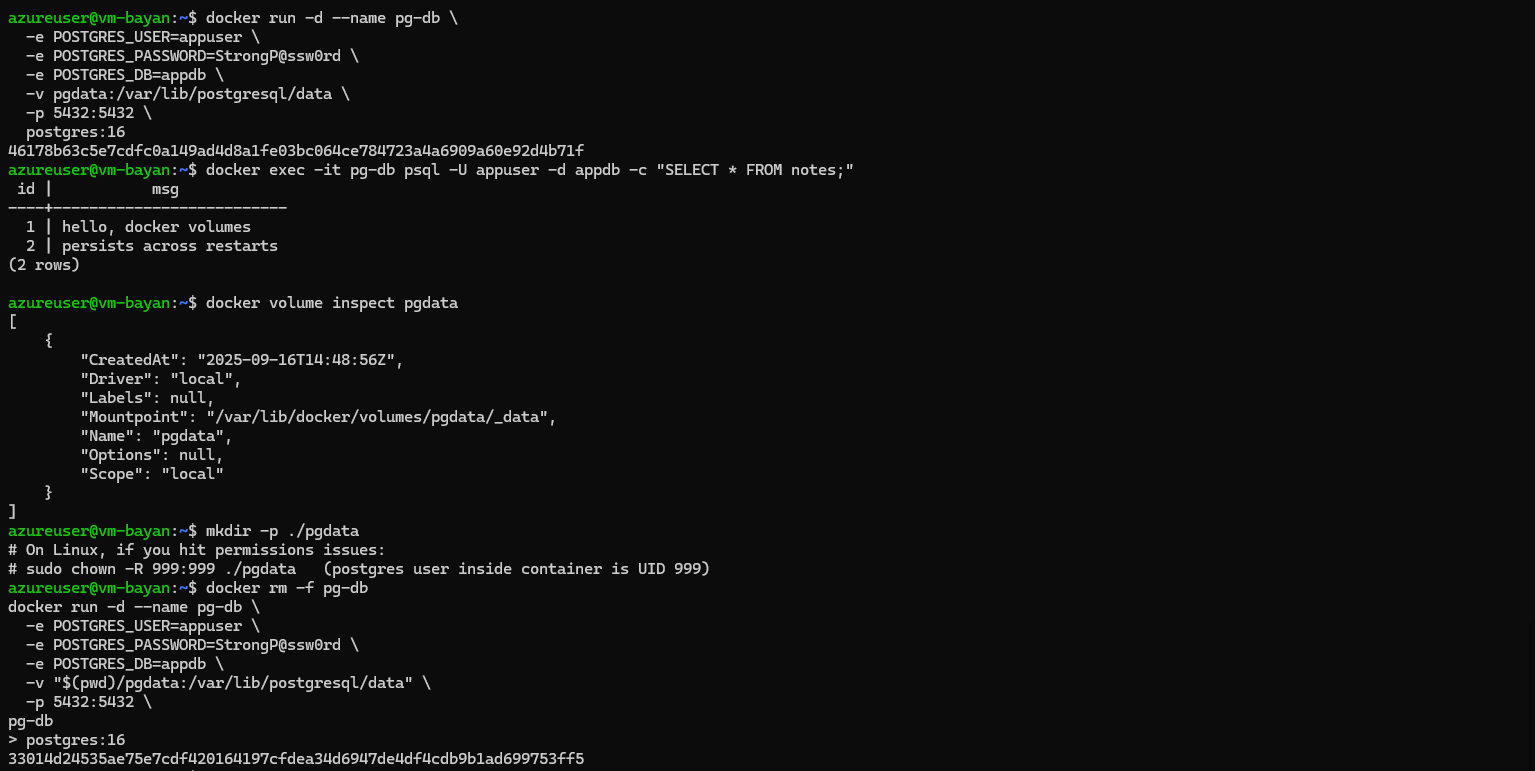 azureuser@vm-bayan:~$ docker run -d --name pg-db \
  -e POSTGRES_USER=appuser \
  -e POSTGRES_PASSWORD=StrongP@ssw0rd \
  -e POSTGRES_DB=appdb \
  -v pgdata:/var/lib/postgresql/data \
  -p 5432:5432 \
  postgres:16
46178b63c5e7cdfc0a149ad4d8a1fe03bc064ce784723a4a6909a60e92d4b71f
azureuser@vm-bayan:~$ docker exec -it pg-db psql -U appuser -d appdb -c "SELECT * FROM notes;"
 id |           msg
----+--------------------------
  1 | hello, docker volumes
  2 | persists across restarts
(2 rows)

azureuser@vm-bayan:~$ docker volume inspect pgdata
[
    {
        "CreatedAt": "2025-09-16T14:48:56Z",
        "Driver": "local",
        "Labels": null,
        "Mountpoint": "/var/lib/docker/volumes/pgdata/_data",
        "Name": "pgdata",
        "Options": null,
        "Scope": "local"
    }
]
azureuser@vm-bayan:~$ mkdir -p ./pgdata
# On Linux, if you hit permissions issues:
# sudo chown -R 999:999 ./pgdata   (postgres user inside container is UID 999)
azureuser@vm-bayan:~$ docker rm -f pg-db
docker run -d --name pg-db \
  -e POSTGRES_USER=appuser \
  -e POSTGRES_PASSWORD=StrongP@ssw0rd \
  -e POSTGRES_DB=appdb \
  -v "$(pwd)/pgdata:/var/lib/postgresql/data" \
  -p 5432:5432 \
pg-db
> postgres:16
33014d24535ae75e7cdf420164197cfdea34d6947de4df4cdb9b1ad699753ff5